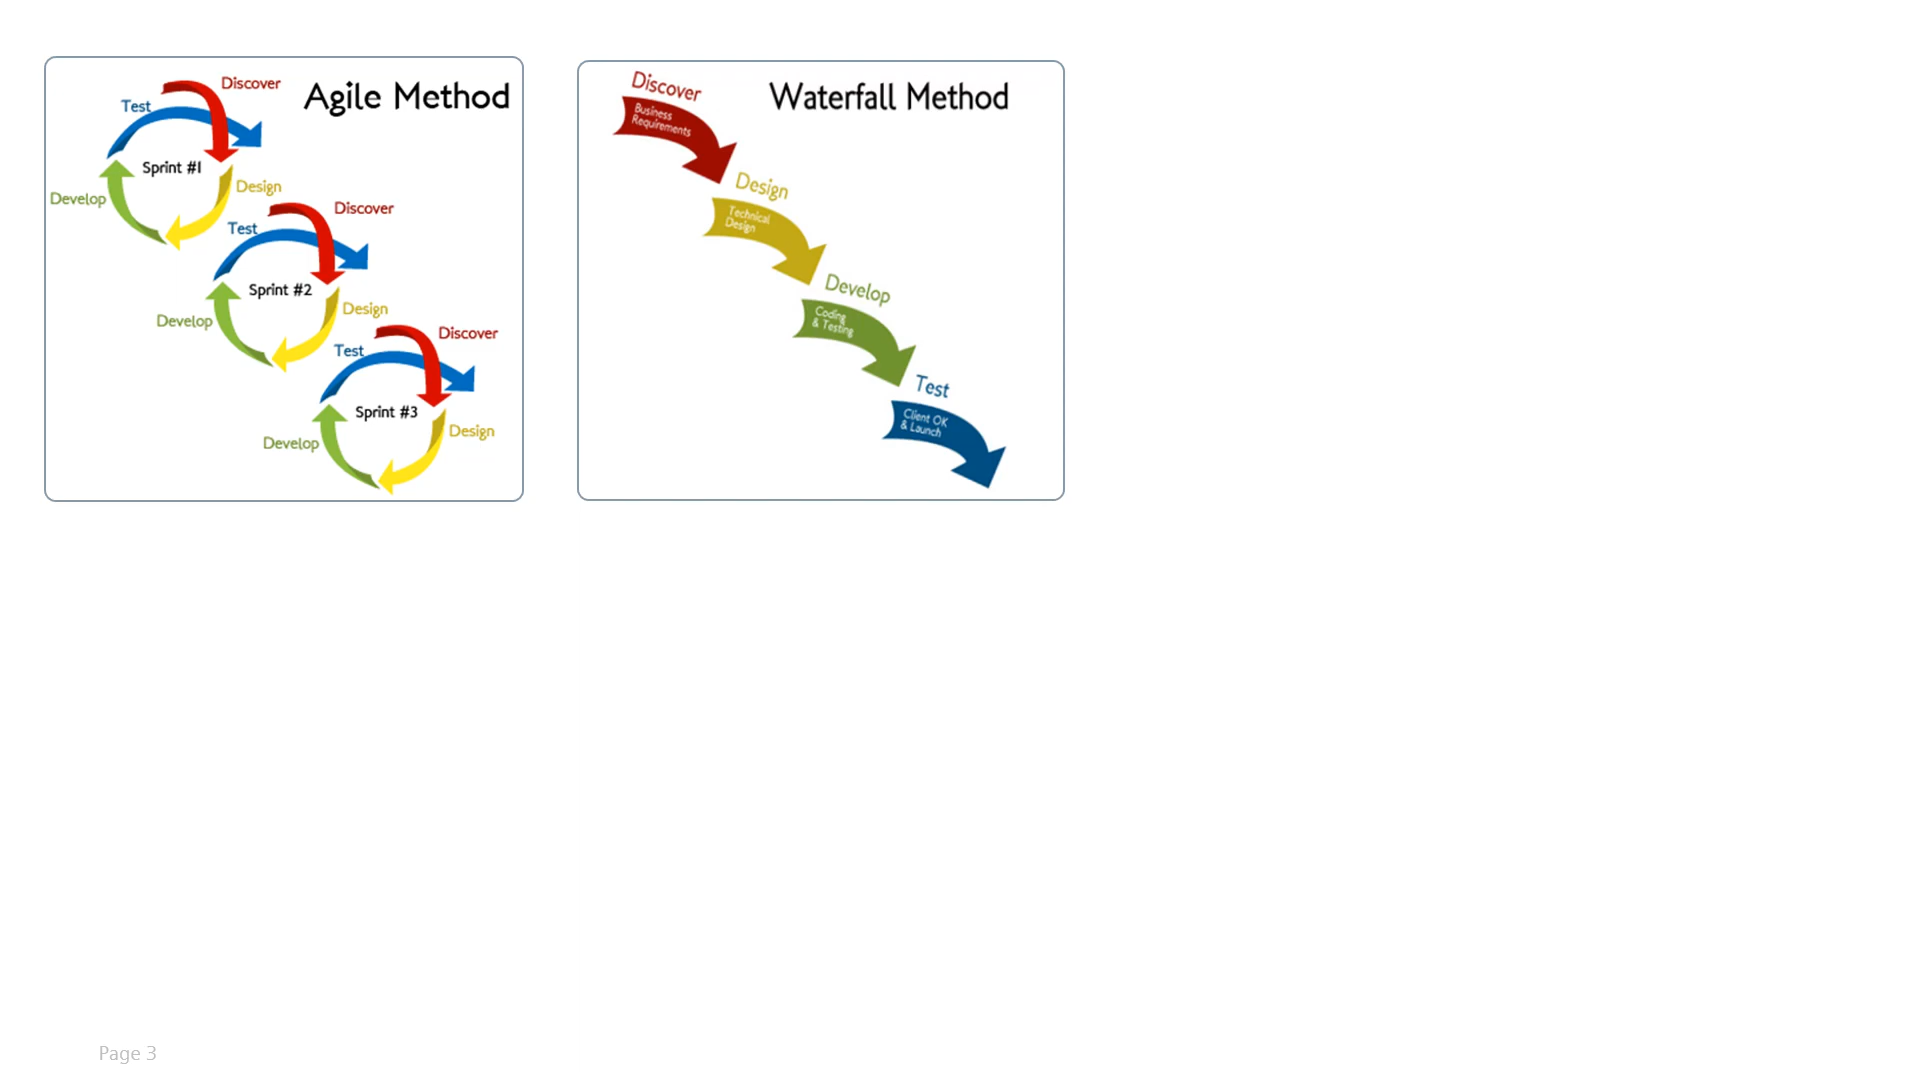 Agile Method
Discover
Test
Sprint #1
Design
Develop
Discover
Test
Sprint #2
Design
Develop
Discover
Test
Sprint #3
Design
Develop
Waterfall Method
Discover
Business
Requirements
Design
Technical
Design
Develop
Coding
& Testing
Test
Client OK
& Launch
Page 3